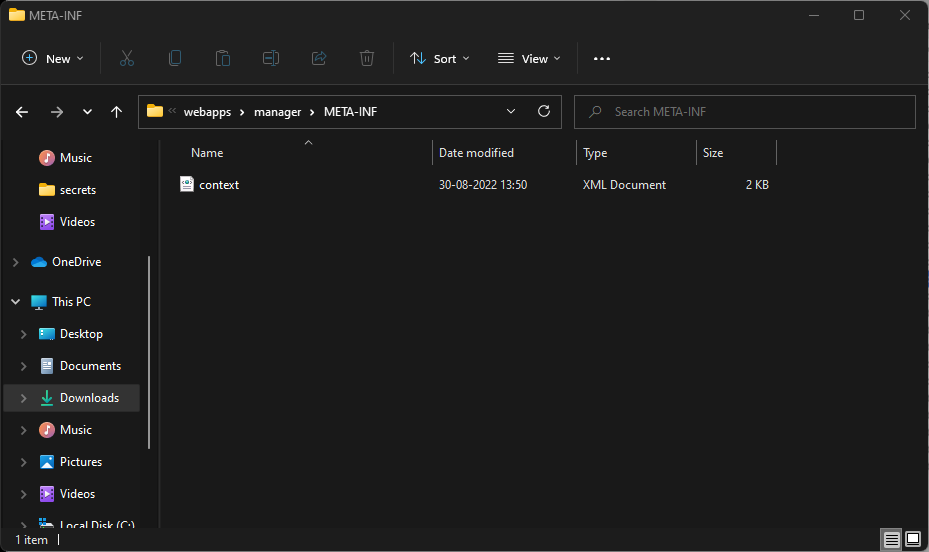 META-INF
New
Sort
View
webapps > manager > META-INF
Search META-INF
Name
Date modified
Type
Size
context
30-08-2022 13:50
XML Document
2 KB
Music
secrets
Videos
OneDrive
This PC
Desktop
Documents
Downloads
Music
Pictures
Videos
Local Disk (C:)
1 item